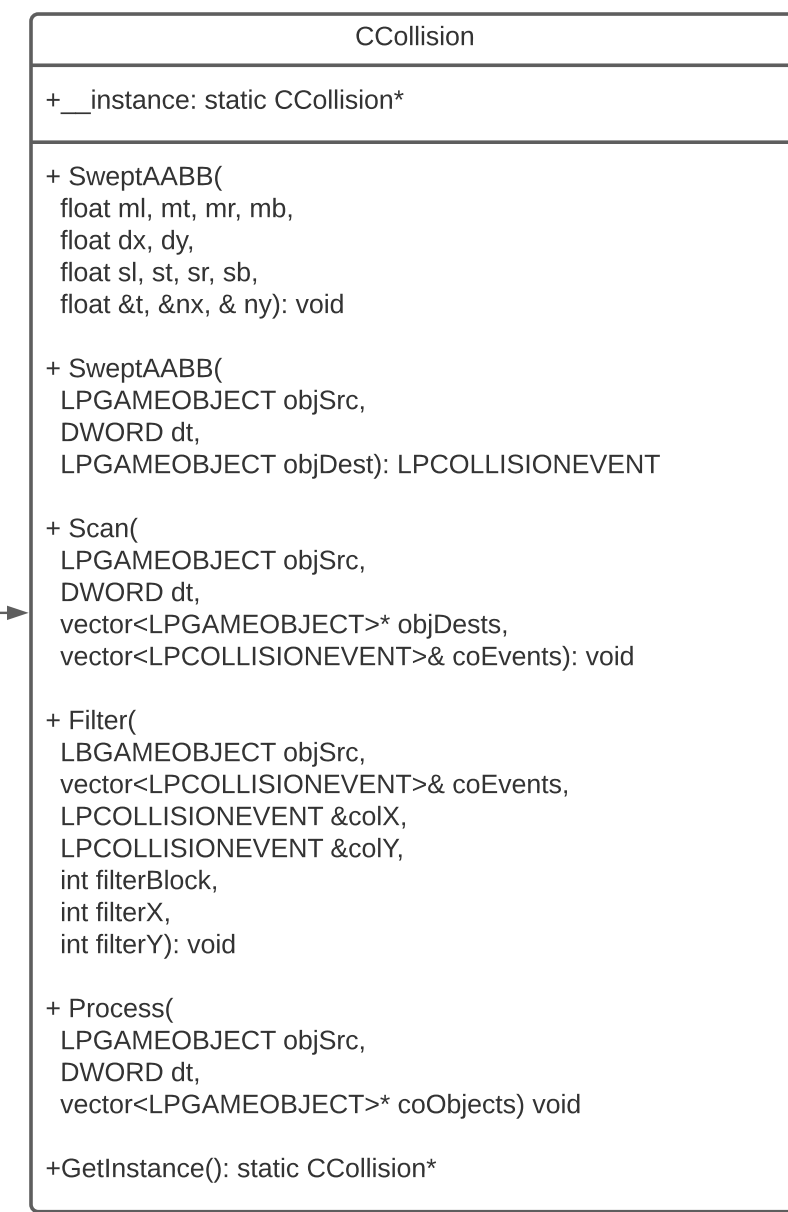 CCollision
+__instance: static CCollision*
+ SweptAABB(
float ml, mt, mr, mb,
float dx, dy,
float sl, st, sr, sb,
float &t, &nx, & ny): void
+ SweptAABB(
LPGAMEOBJECT objSrc,
DWORD dt,
LPGAMEOBJECT objDest): LPCOLLISIONEVENT
+ Scan(
LPGAMEOBJECT objSrc,
DWORD dt,
vector<LPGAMEOBJECT>* objDests,
vector<LPCOLLISIONEVENT>& coEvents): void
+ Filter(
LBGAMEOBJECT objSrc,
vector<LPCOLLISIONEVENT>& coEvents,
LPCOLLISIONEVENT &colX,
LPCOLLISIONEVENT &colY,
int filterBlock,
int filterX,
int filterY): void
+ Process(
LPGAMEOBJECT objSrc,
DWORD dt,
vector<LPGAMEOBJECT>* coObjects) void
+GetInstance(): static CCollision*